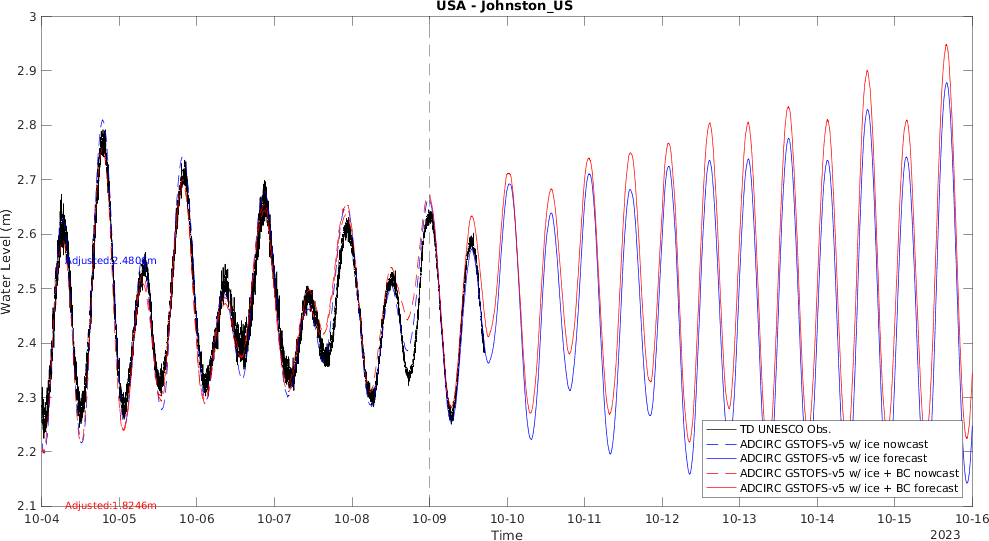 USA - Johnston_US
3
2.9
2.8
2.7
2.6
2.5
2.4
2.3
2.2
2.1
Water Level (m)
Adjusted:2.4806m
Adjusted:1.8246m
TD UNESCO Obs.
ADCIRC GSTOFS-v5 w/ ice nowcast
ADCIRC GSTOFS-v5 w/ ice forecast
ADCIRC GSTOFS-v5 w/ ice + BC nowcast
ADCIRC GSTOFS-v5 w/ ice + BC forecast
10-04 10-05 10-06 10-07 10-08 10-09 10-10 10-11 10-12 10-13 10-14 10-15 10-16
Time
2023